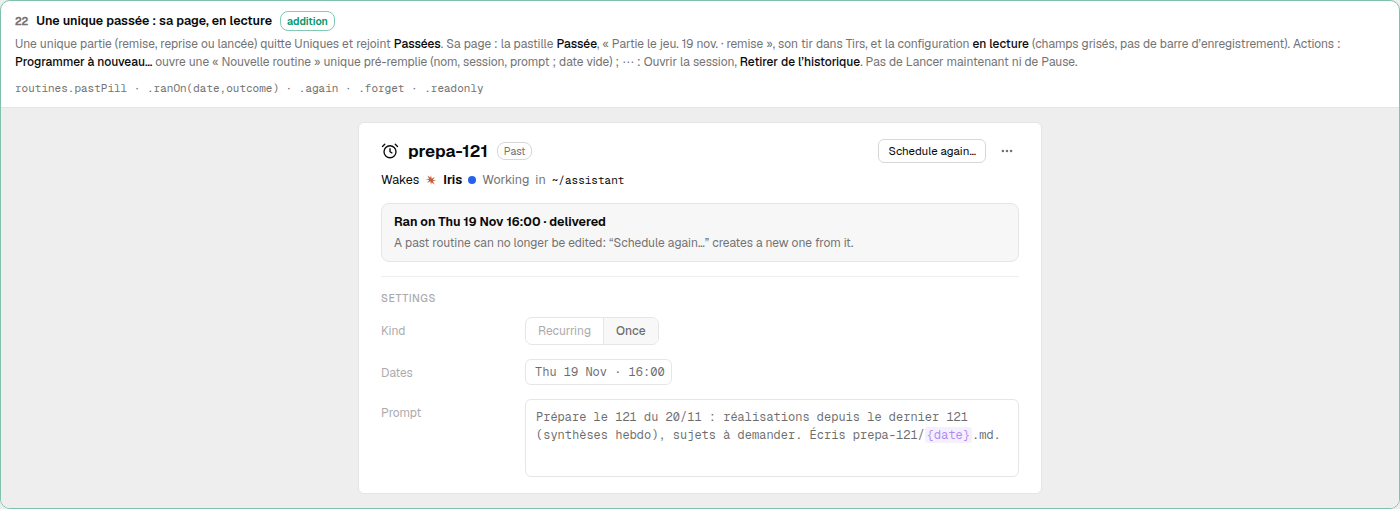 22 Une unique passée : sa page, en lecture addition
Une unique partie (remise, reprise ou lancée) quitte Uniques et rejoint Passées. Sa page : la pastille Passée, « Partie le jeu. 19 nov. · remise », son tir dans Tirs, et la configuration en lecture (champs grisés, pas de barre d'enregistrement). Actions :
Programmer à nouveau… ouvre une « Nouvelle routine » unique pré-remplie (nom, session, prompt ; date vide) ; ··· : Ouvrir la session, Retirer de l'historique. Pas de Lancer maintenant ni de Pause.
routines.pastPill · .ranOn(date,outcome) · .again · .forget · .readonly
prepa-121 Past Schedule again… ···
Wakes Iris Working in ~/assistant
Ran on Thu 19 Nov 16:00 · delivered
A past routine can no longer be edited: “Schedule again…” creates a new one from it.
SETTINGS
Kind Recurring Once
Dates Thu 19 Nov · 16:00
Prompt Prépare le 121 du 20/11 : réalisations depuis le dernier 121
(synthèses hebdo), sujets à demander. Écris prepa-121/{date}.md.